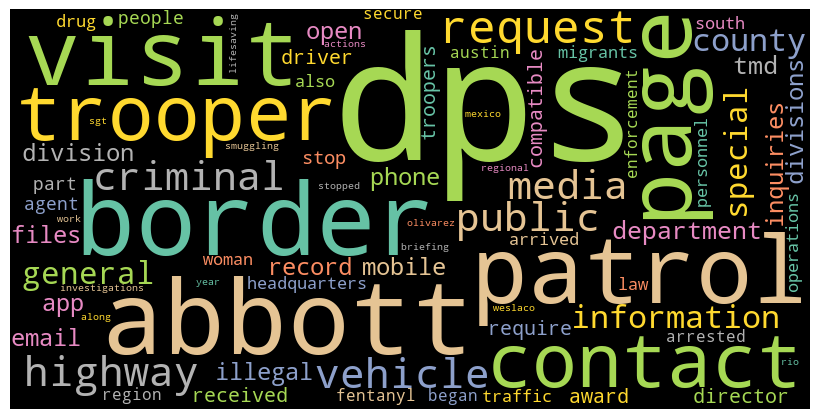 drug
people
secure
request
south
visit
lifesaving
open
actions
dps
page
county
driver
troopers
austin
migrants
tmd
also
compatible
enforcement
divisions
trooper
sgt
mexico
special
personnel
inquiries
division
smuggling
stop
regional
criminal
phone
media
part
stopped
agent
border
public
work
olivarez
files
department
arrived
patrol
briefing
operations
general
woman
record
mobile
abbott
investigations
year
headquarters
law
app
along
weslaco
information
email
require
arrested
contact
highway
illegal
vehicle
rio
region
received
fentanyl
began
traffic
award
director